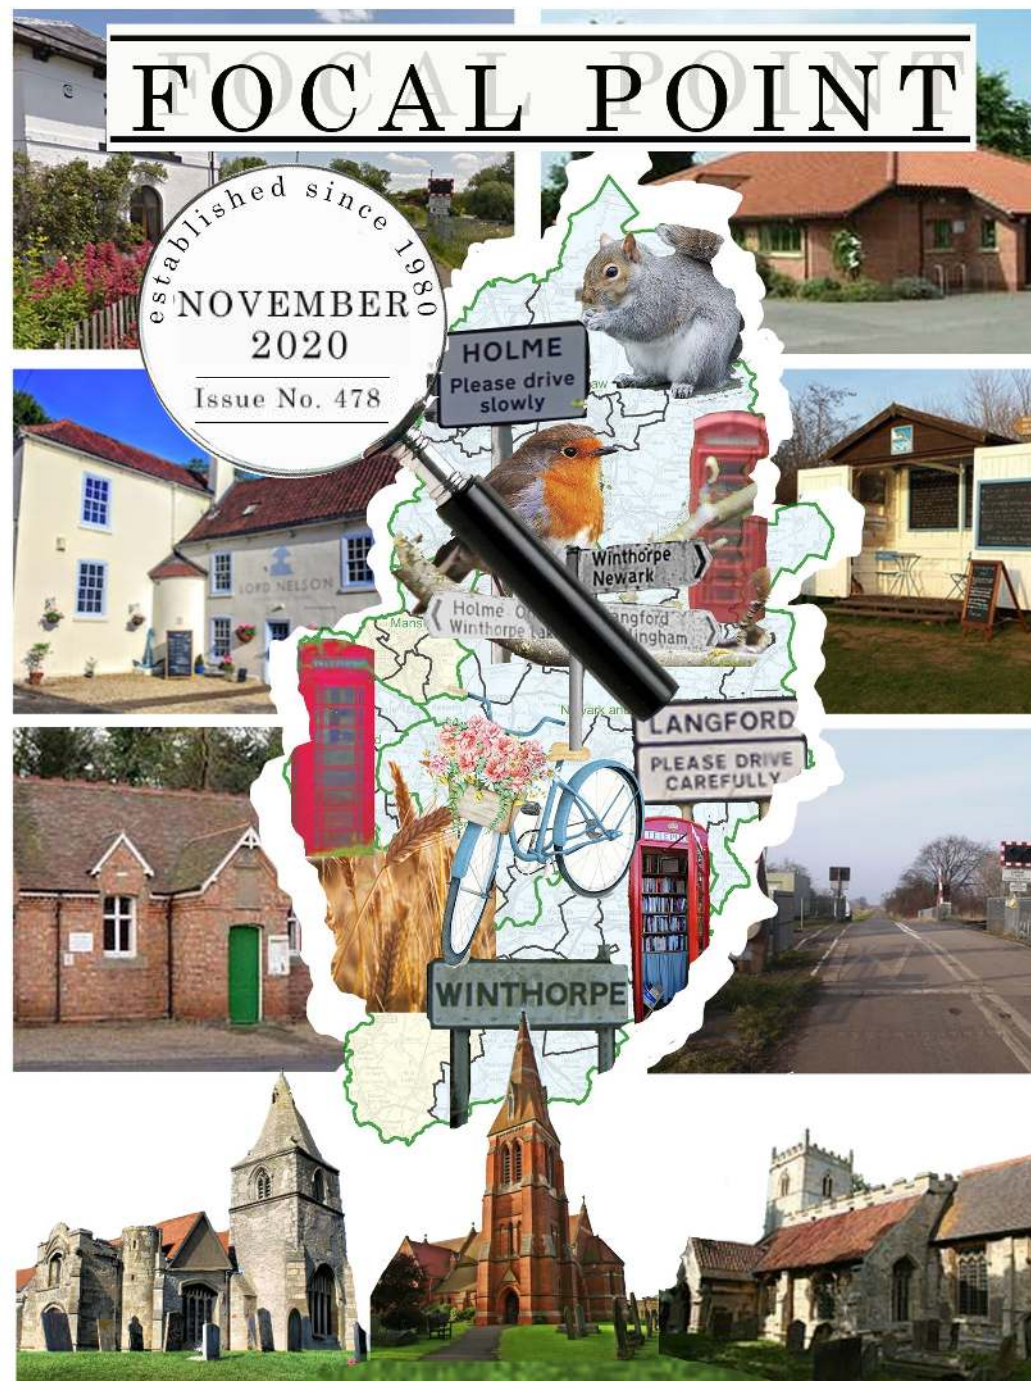 FOCAL POINT
established since 1980
NOVEMBER
2020
Issue No. 478
HOLME
Please drive
slowly
LORD NELSON
Winthorpe
Newark
Holme
Winthorpe
Langford
PLEASE DRIVE
CAREFULLY
WINTHORPE